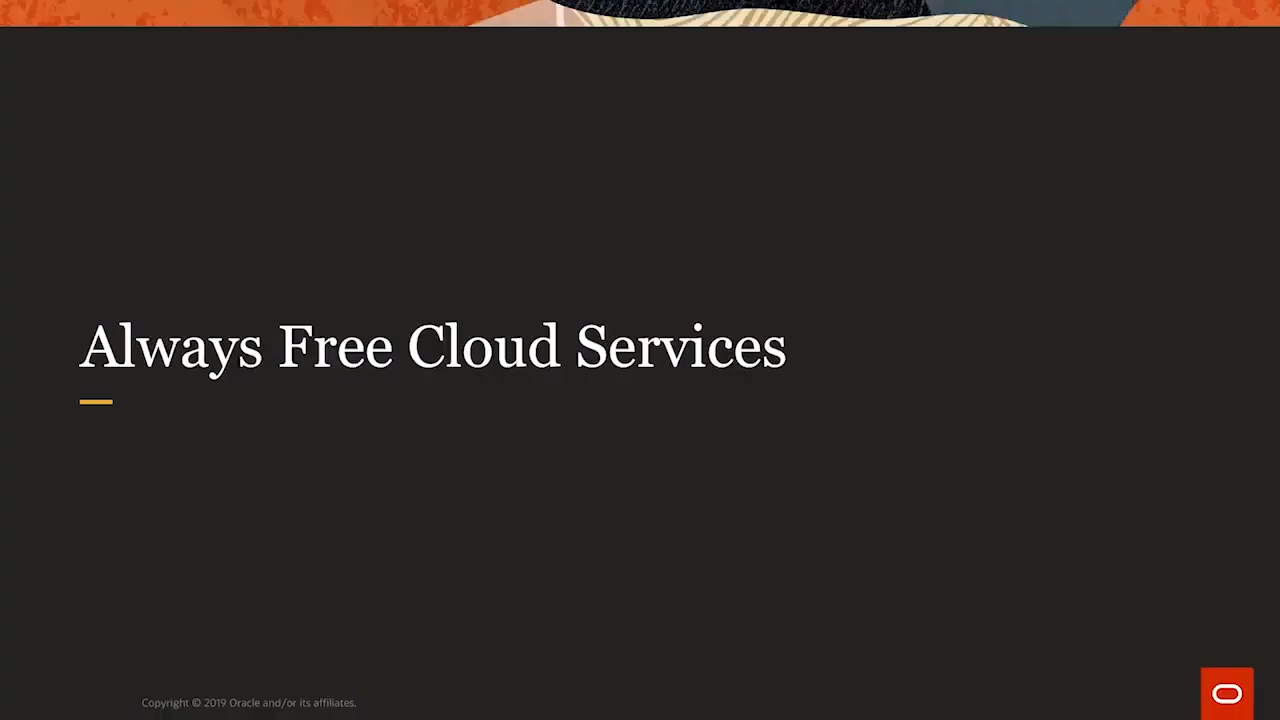 Always Free Cloud Services
Copyright © 2019 Oracle and/or its affiliates.